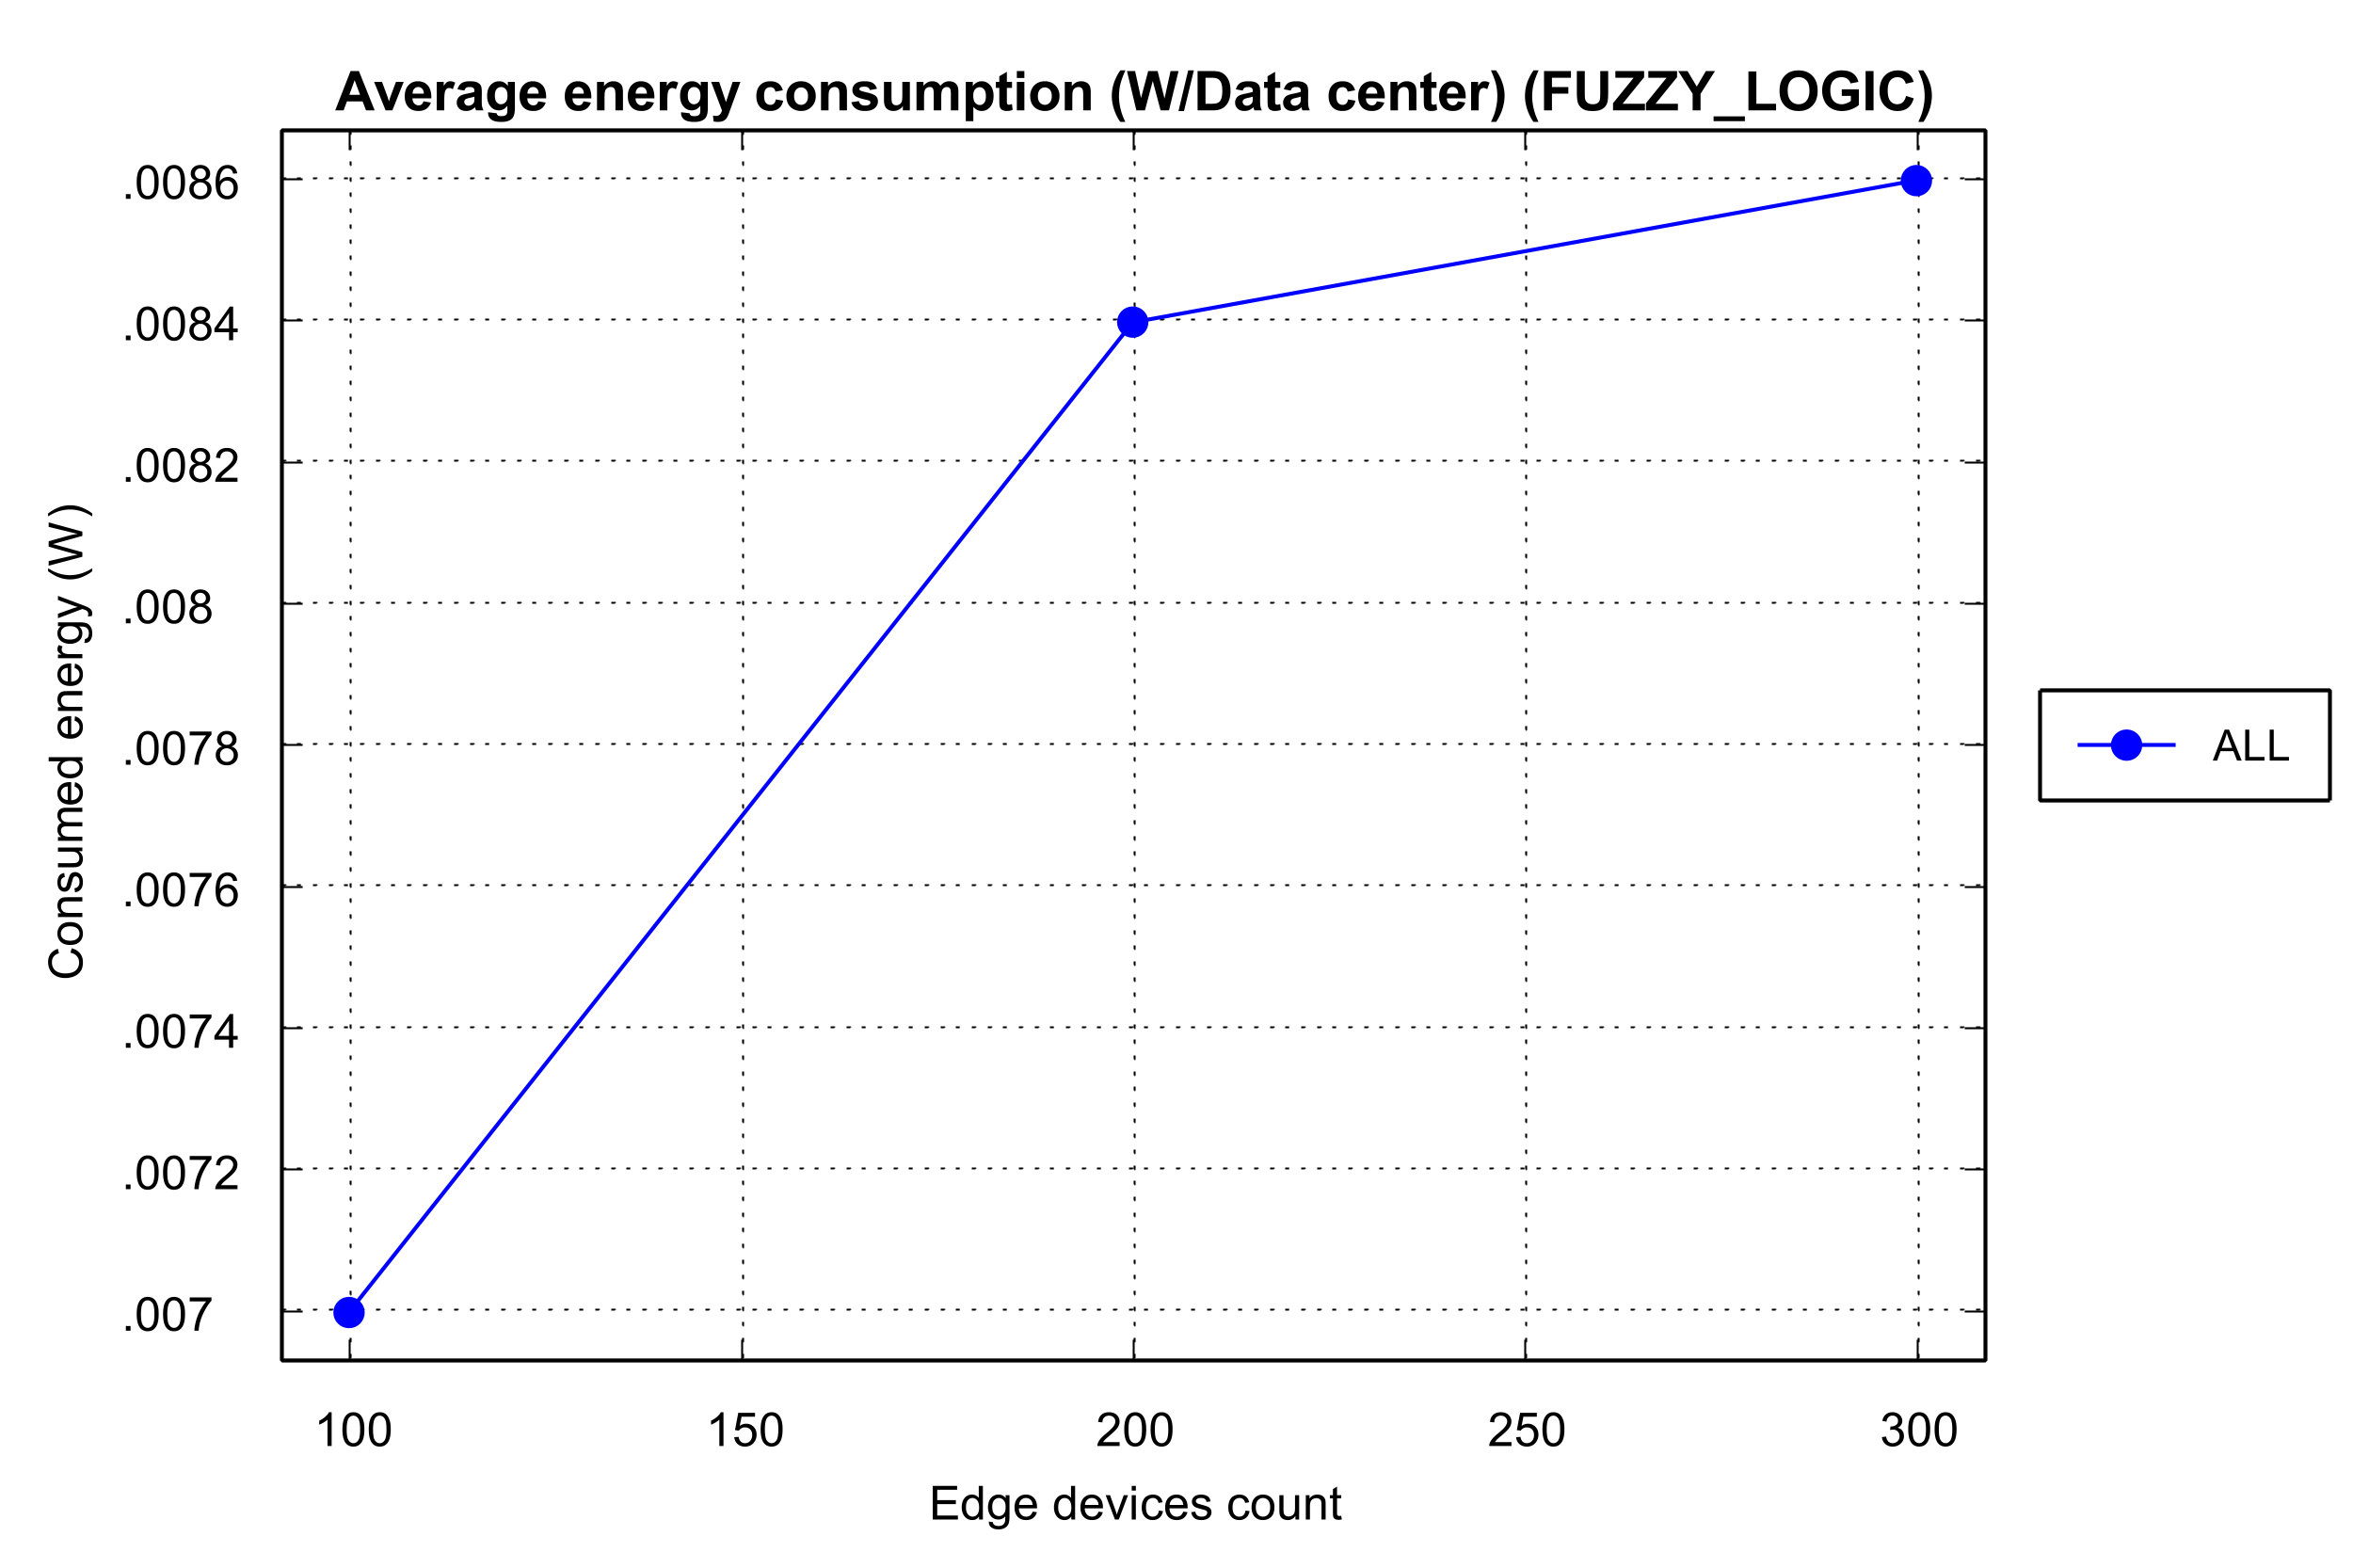 Average energy consumption (W/Data center) (FUZZY_LOGIC)
.0086
.0084
.0082
.008
.0078
.0076
.0074
.0072
.007
Consumed energy (W)
ALL
100 150 200 250 300
Edge devices count